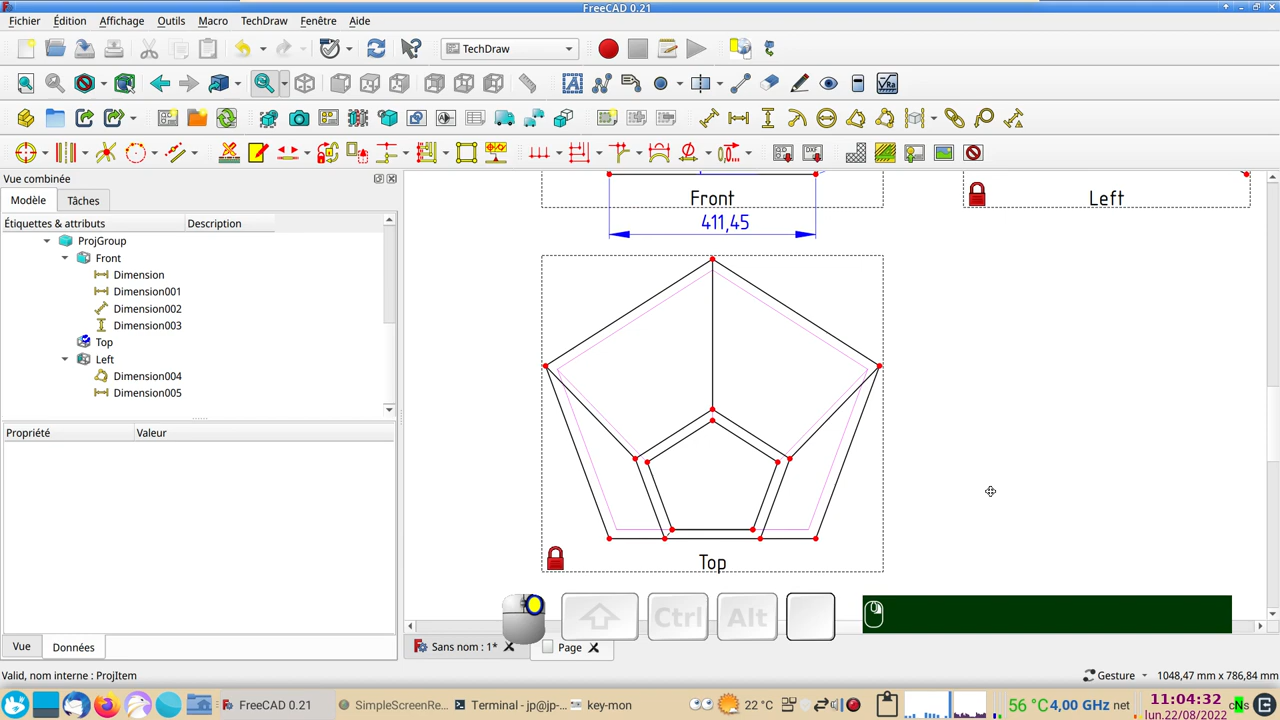 FreeCAD 0.21
Fichier Édition Affichage Outils Macro TechDraw Fenêtre Aide
TechDraw
Vue combinée
Modèle Tâches
Étiquettes & attributs Description
ProjGroup
Front
Dimension
Dimension001
Dimension002
Dimension003
Top
Left
Dimension004
Dimension005
Propriété Valeur
Vue Données
Front
Left
411,45
Top
Ctrl
Alt
Sans nom : 1*
Page
Valid, nom interne : ProjItem
Gesture
1048,47 mm x 786,84 mm
FreeCAD 0.21
SimpleScreenRe...
Terminal - jp@jp-...
key-mon
22 °C
56 °C 4,00 GHz net
11:04:32
lun.22/08/2022
cNs